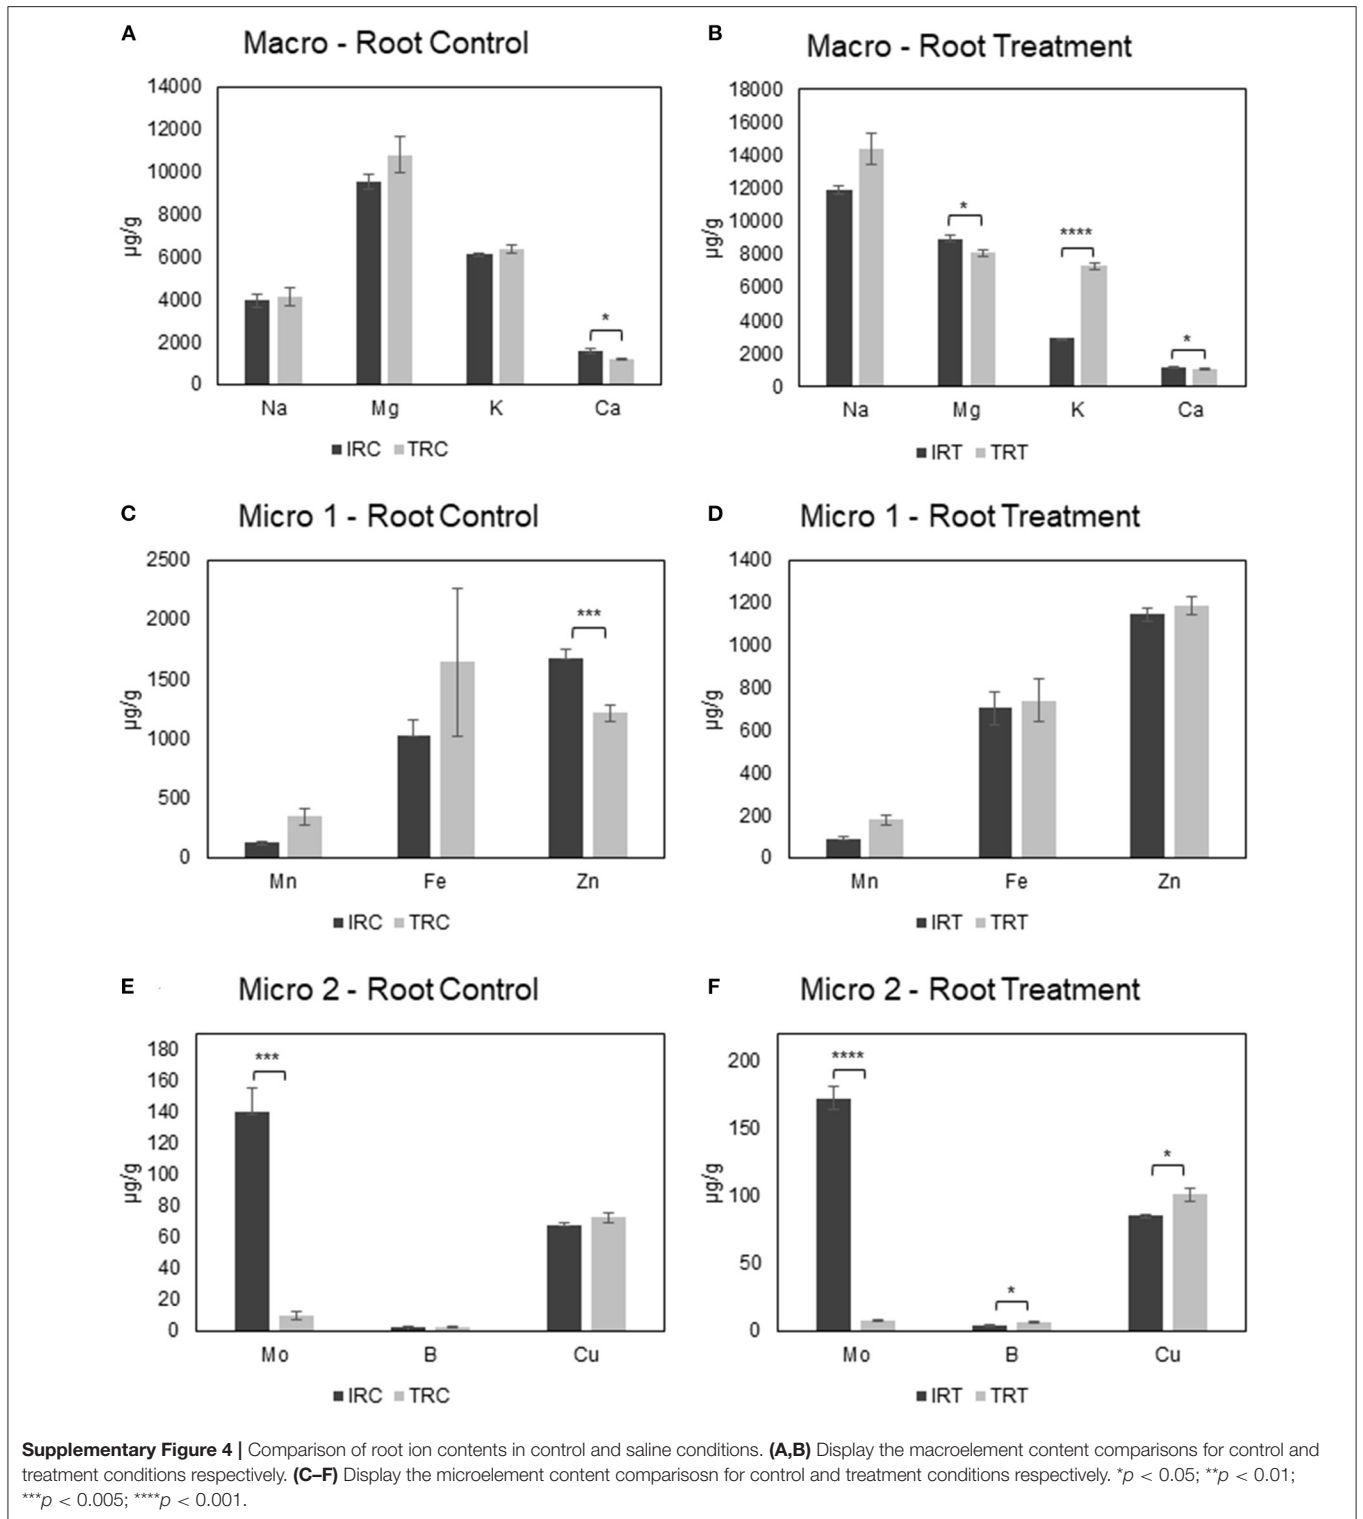 A
Macro - Root Control
14000
12000
10000
8000
6000
4000
2000
0
µg/g
*
Na Mg K Ca
IRC TRC
B
Macro - Root Treatment
18000
16000
14000
12000
10000
8000
6000
4000
2000
0
µg/g
*
****
*
Na Mg K Ca
IRT TRT
C
Micro 1 - Root Control
2500
2000
1500
1000
500
0
µg/g
***
Mn Fe Zn
IRC TRC
D
Micro 1 - Root Treatment
1400
1200
1000
800
600
400
200
0
µg/g
Mn Fe Zn
IRT TRT
E
Micro 2 - Root Control
180
160
140
120
100
80
60
40
20
0
µg/g
***
Mo B Cu
IRC TRC
F
Micro 2 - Root Treatment
200
150
100
50
0
µg/g
****
*
*
Mo B Cu
IRT TRT
Supplementary Figure 4 | Comparison of root ion contents in control and saline conditions. (A,B) Display the macroelement content comparisons for control and
treatment conditions respectively. (C–F) Display the microelement content comparisosn for control and treatment conditions respectively. *p < 0.05; **p < 0.01;
***p < 0.005; ****p < 0.001.